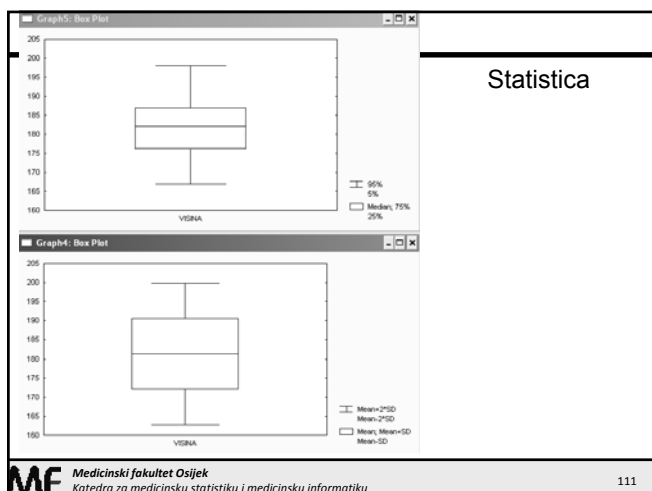 Graph5: Box Plot
205
200
195
190
185
180
175
170
165
160
VISINA
95%
5%
Median; 75%
25%
Statistica
Graph4: Box Plot
205
200
195
190
185
180
175
170
165
160
VISINA
Mean+2*SD
Mean-2*SD
Mean; Mean+SD
Mean-SD
MF
Medicinski fakultet Osijek
Katedra za medicinsku statistiku i medicinsku informatiku
111